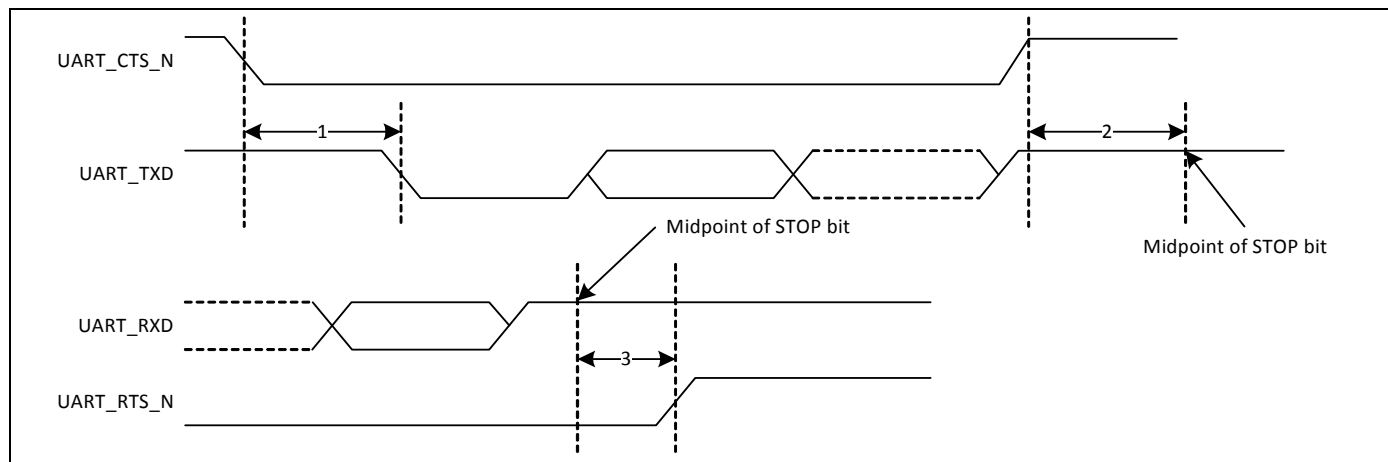 UART_CTS_N
1
2
UART_TXD
Midpoint of STOP bit
Midpoint of STOP bit
UART_RXD
3
UART_RTS_N